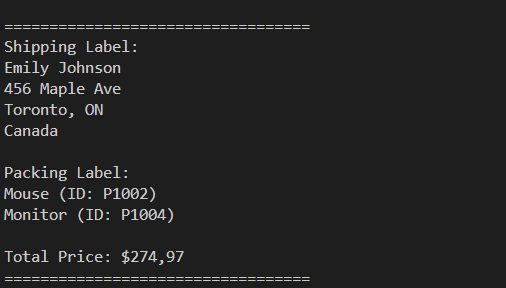 ==================================
Shipping Label:
Emily Johnson
456 Maple Ave
Toronto, ON
Canada
Packing Label:
Mouse (ID: P1002)
Monitor (ID: P1004)
Total Price: $274,97
==================================